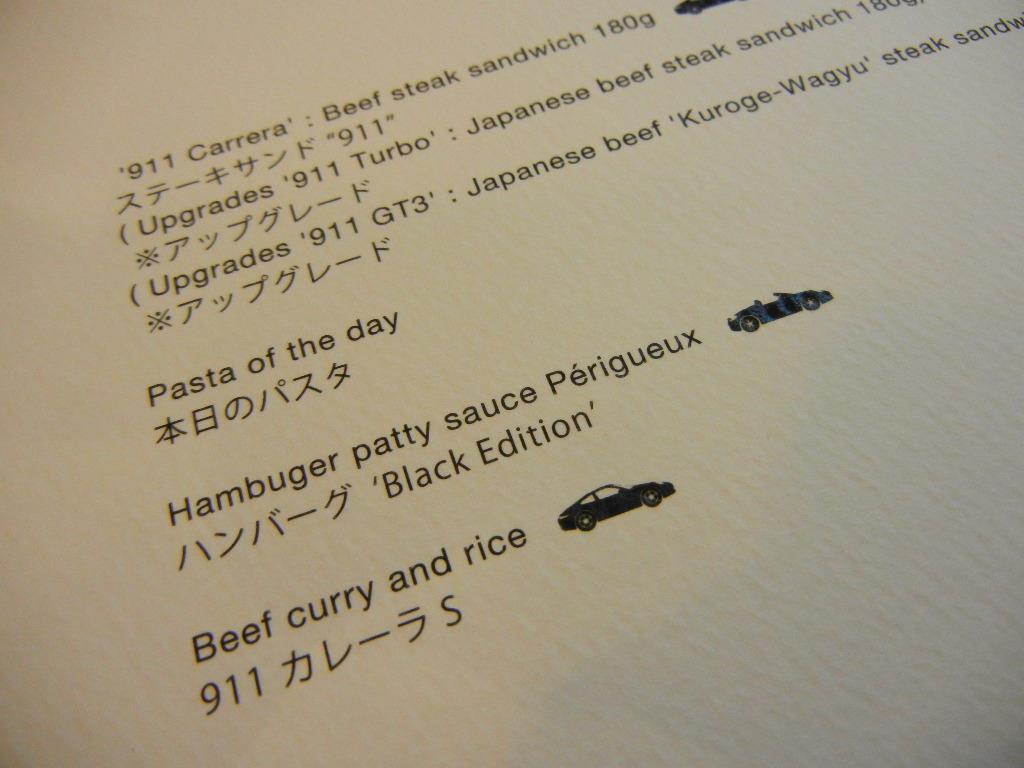 '911 Carrera' : Beef steak sandwich 180g
ステーキサンド "911"
( Upgrades '911 Turbo' : Japanese beef steak sandwich 180g
※アップグレード
( Upgrades '911 GT3' : Japanese beef 'Kuroge-Wagyu' steak
※アップグレード
Pasta of the day
本日のパスタ
Hambuger patty sauce Périgueux
ハンバーグ 'Black Edition'
Beef curry and rice
911 カレーラ S